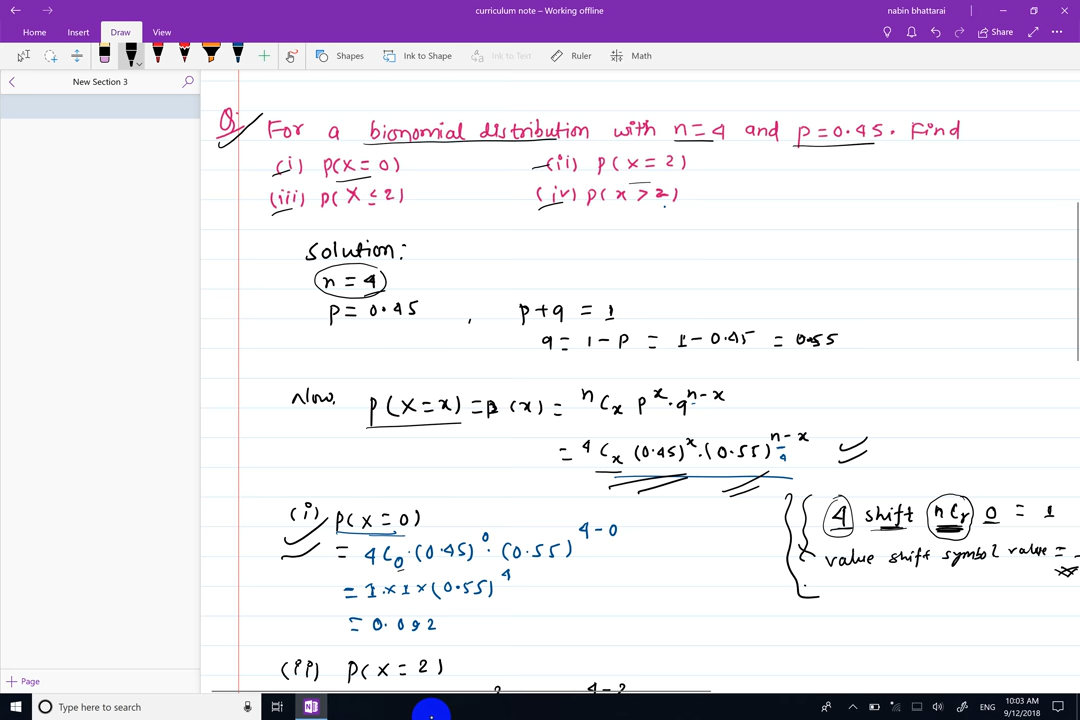 curriculum note – Working offline
nabin bhattarai
Home Insert Draw View
Share
Shapes Ink to Shape Ink to Text Ruler Math
New Section 3
Q: For a bionomial distribution with n=4 and p=0.45. Find
(i) P(X=0) (ii) P(x=2)
(iii) P(X≤2) (iv) P(x>2)
Solution:
n=4
P=0.45 , p+q = 1
q = 1-P = 1-0.45 = 0.55
Now, P(X=x) = P(x) = ⁿCₓ pˣ.qⁿ⁻ˣ
= ⁴Cₓ (0.45)ˣ.(0.55)ⁿ⁻ˣ
4
4 shift nCr 0 = 1
value shift symbol value =
(i) P(X=0)
= 4C₀.(0.45)⁰.(0.55)⁴⁻⁰
= 1×1×(0.55)⁴
= 0.092
(ii) P(X=2)
4-2
Page
Type here to search
ENG
10:03 AM
9/12/2018